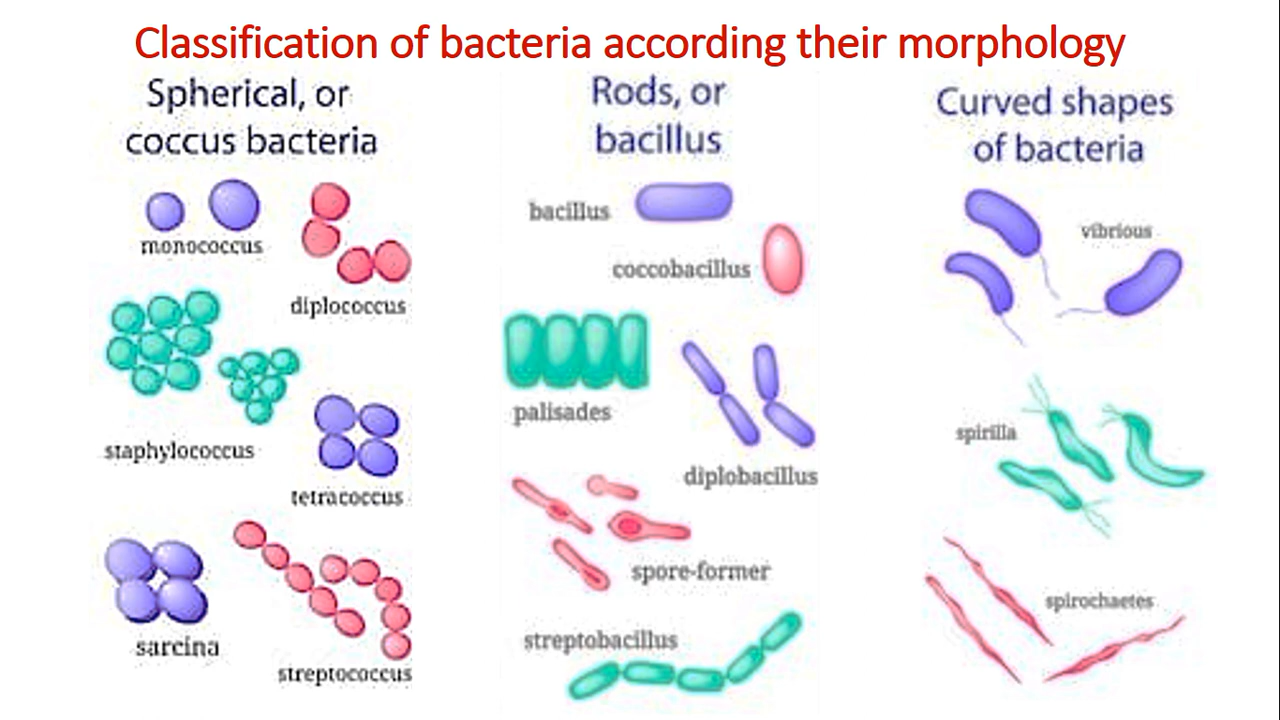 Classification of bacteria according their morphology
Spherical, or
coccus bacteria
monococcus
diplococcus
staphylococcus
tetracoccus
sarcina
streptococcus
Rods, or
bacillus
bacillus
coccobacillus
palisades
diplobacillus
spore-former
streptobacillus
Curved shapes
of bacteria
vibrious
spirilla
spirochaetes